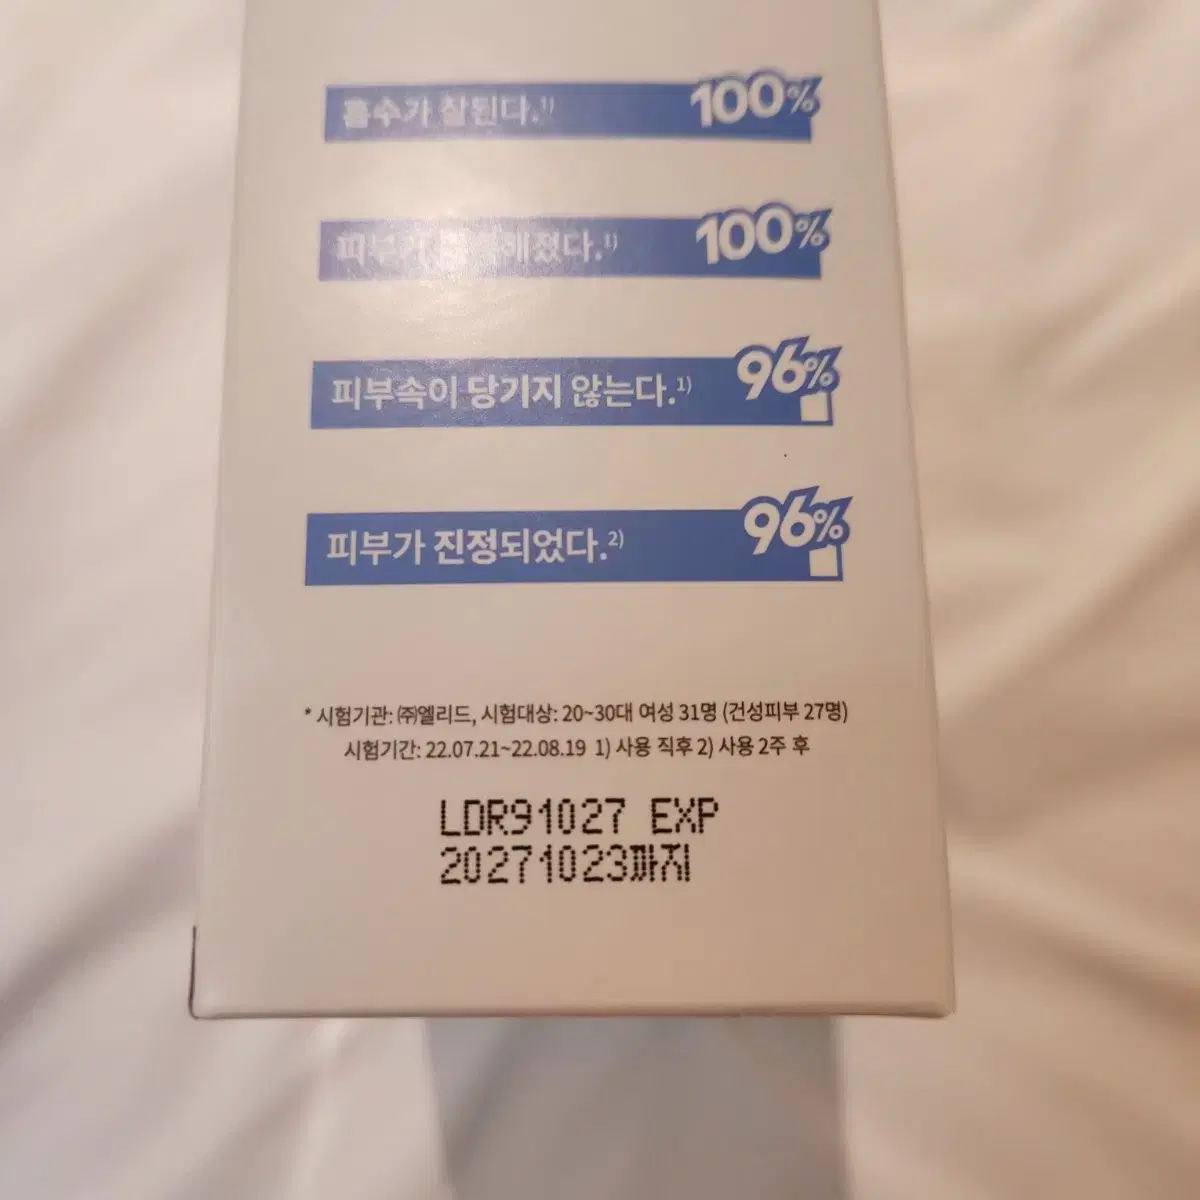 흡수가 잘된다.1) 100%
피부가 해졌다.1) 100%
피부속이 당기지 않는다.1) 96%
피부가 진정되었다.2) 96%
* 시험기관: ㈜엘리드, 시험대상: 20~30대 여성 31명 (건성피부 27명)
시험기간: 22.07.21~22.08.19 1) 사용 직후 2) 사용 2주 후
LDR91027 EXP
20271023까지